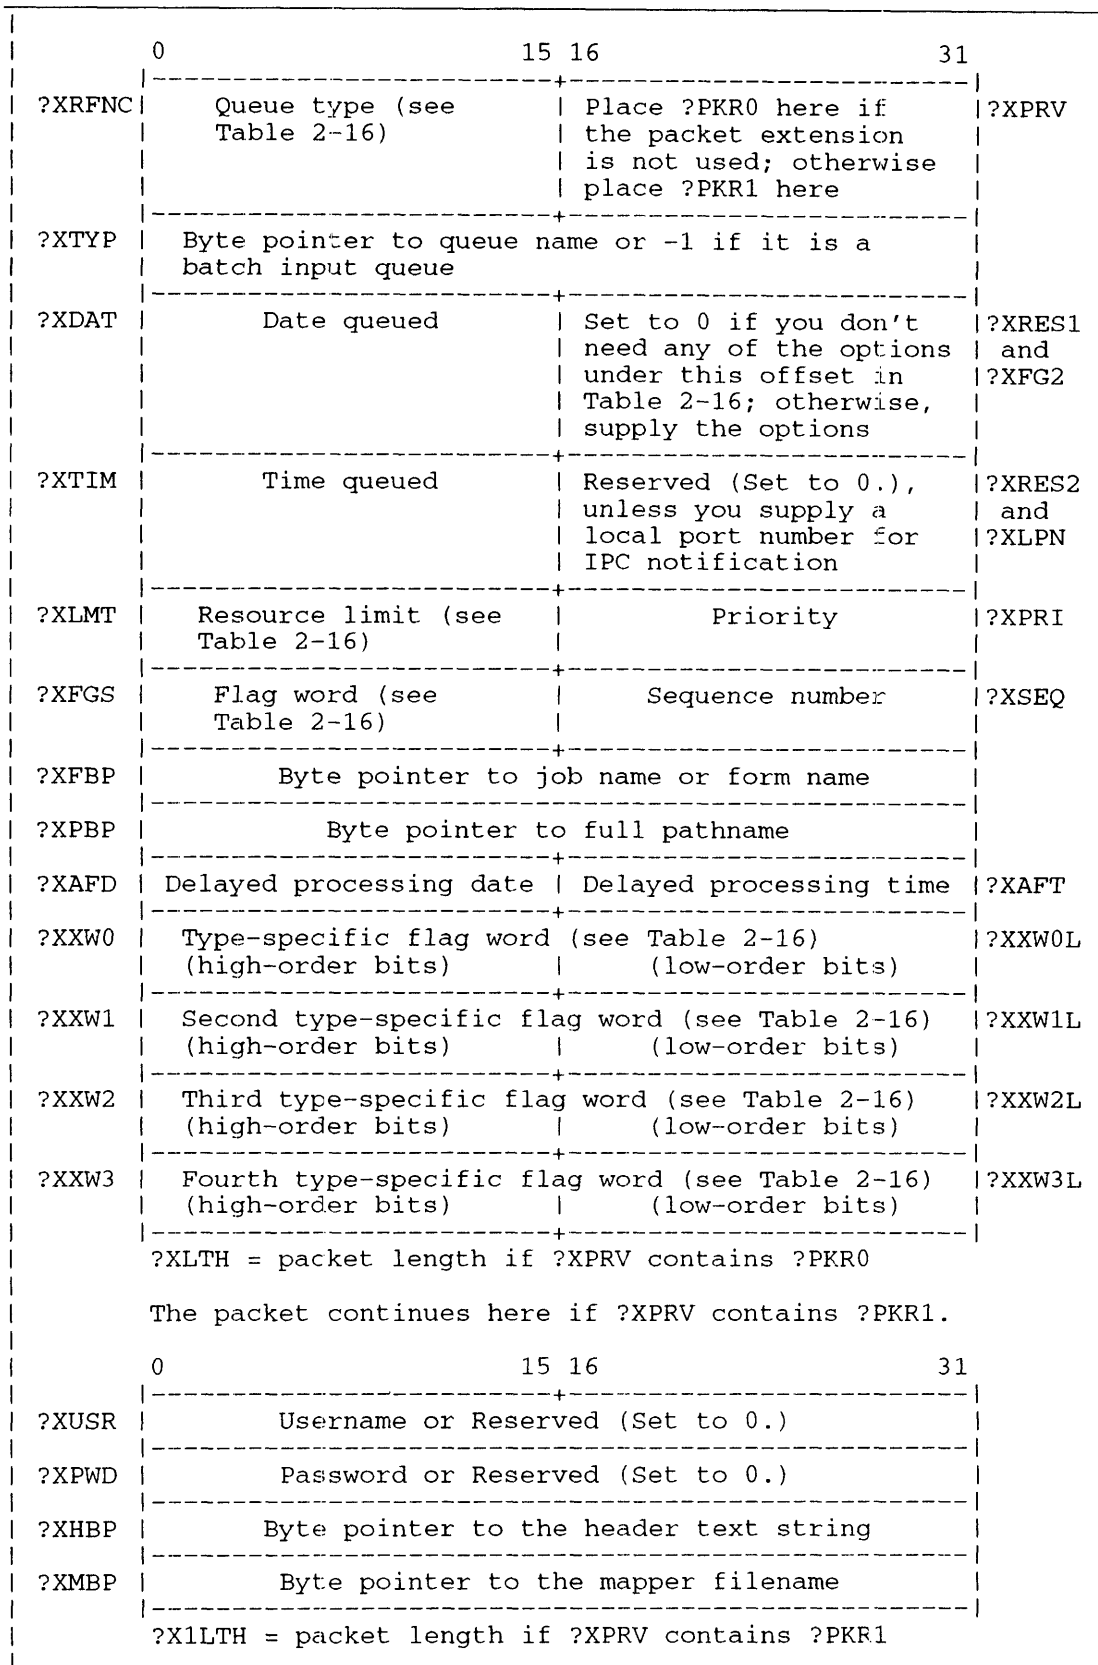 0 15 16 31
?XRFNC Queue type (see Place ?PKR0 here if ?XPRV
Table 2-16) the packet extension
is not used; otherwise
place ?PKR1 here
?XTYP Byte pointer to queue name or -1 if it is a
batch input queue
?XDAT Date queued Set to 0 if you don't ?XRES1
need any of the options and
under this offset in ?XFG2
Table 2-16; otherwise,
supply the options
?XTIM Time queued Reserved (Set to 0.), ?XRES2
unless you supply a and
local port number for ?XLPN
IPC notification
?XLMT Resource limit (see Priority ?XPRI
Table 2-16)
?XFGS Flag word (see Sequence number ?XSEQ
Table 2-16)
?XFBP Byte pointer to job name or form name
?XPBP Byte pointer to full pathname
?XAFD Delayed processing date Delayed processing time ?XAFT
?XXW0 Type-specific flag word (see Table 2-16) ?XXW0L
(high-order bits) (low-order bits)
?XXW1 Second type-specific flag word (see Table 2-16) ?XXW1L
(high-order bits) (low-order bits)
?XXW2 Third type-specific flag word (see Table 2-16) ?XXW2L
(high-order bits) (low-order bits)
?XXW3 Fourth type-specific flag word (see Table 2-16) ?XXW3L
(high-order bits) (low-order bits)
?XLTH = packet length if ?XPRV contains ?PKR0
The packet continues here if ?XPRV contains ?PKR1.
0 15 16 31
?XUSR Username or Reserved (Set to 0.)
?XPWD Password or Reserved (Set to 0.)
?XHBP Byte pointer to the header text string
?XMBP Byte pointer to the mapper filename
?X1LTH = packet length if ?XPRV contains ?PKR1